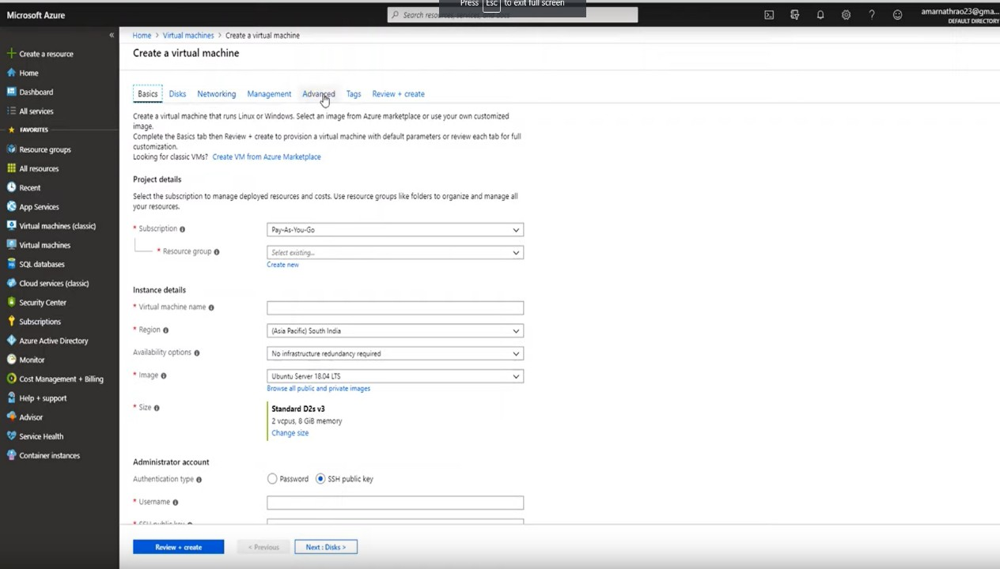 Press Esc to exit full screen
Microsoft Azure
Search resources, services, and docs
amarnathrao23@gma...
DEFAULT DIRECTORY
«
Create a resource
Home
Dashboard
All services
FAVORITES
Resource groups
All resources
Recent
App Services
Virtual machines (classic)
Virtual machines
SQL databases
Cloud services (classic)
Security Center
Subscriptions
Azure Active Directory
Monitor
Cost Management + Billing
Help + support
Advisor
Service Health
Container instances
Home > Virtual machines > Create a virtual machine
Create a virtual machine
Basics Disks Networking Management Advanced Tags Review + create
Create a virtual machine that runs Linux or Windows. Select an image from Azure marketplace or use your own customized
image.
Complete the Basics tab then Review + create to provision a virtual machine with default parameters or review each tab for full
customization.
Looking for classic VMs? Create VM from Azure Marketplace
Project details
Select the subscription to manage deployed resources and costs. Use resource groups like folders to organize and manage all
your resources.
* Subscription Pay-As-You-Go
* Resource group Select existing...
Create new
Instance details
* Virtual machine name
* Region (Asia Pacific) South India
Availability options No infrastructure redundancy required
* Image Ubuntu Server 18.04 LTS
Browse all public and private images
* Size Standard D2s v3
2 vcpus, 8 GiB memory
Change size
Administrator account
Authentication type Password SSH public key
* Username
* SSH public key
Review + create < Previous Next : Disks >